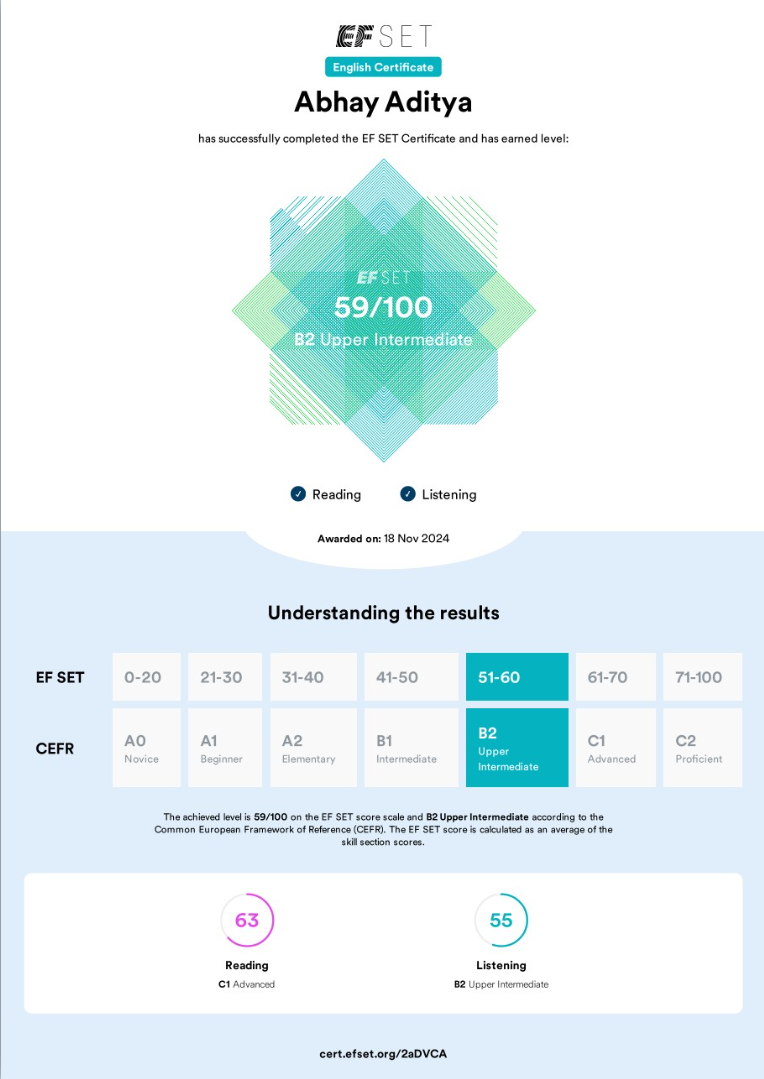 EF SET
English Certificate
Abhay Aditya
has successfully completed the EF SET Certificate and has earned level:
EF SET
59/100
B2 Upper Intermediate
✓ Reading ✓ Listening
Awarded on: 18 Nov 2024
Understanding the results
EF SET 0-20 21-30 31-40 41-50 51-60 61-70 71-100
CEFR
A0 Novice
A1 Beginner
A2 Elementary
B1 Intermediate
B2 Upper Intermediate
C1 Advanced
C2 Proficient
The achieved level is 59/100 on the EF SET score scale and B2 Upper Intermediate according to the
Common European Framework of Reference (CEFR). The EF SET score is calculated as an average of the
skill section scores.
63 55
Reading Listening
C1 Advanced B2 Upper Intermediate
cert.efset.org/2aDVCA